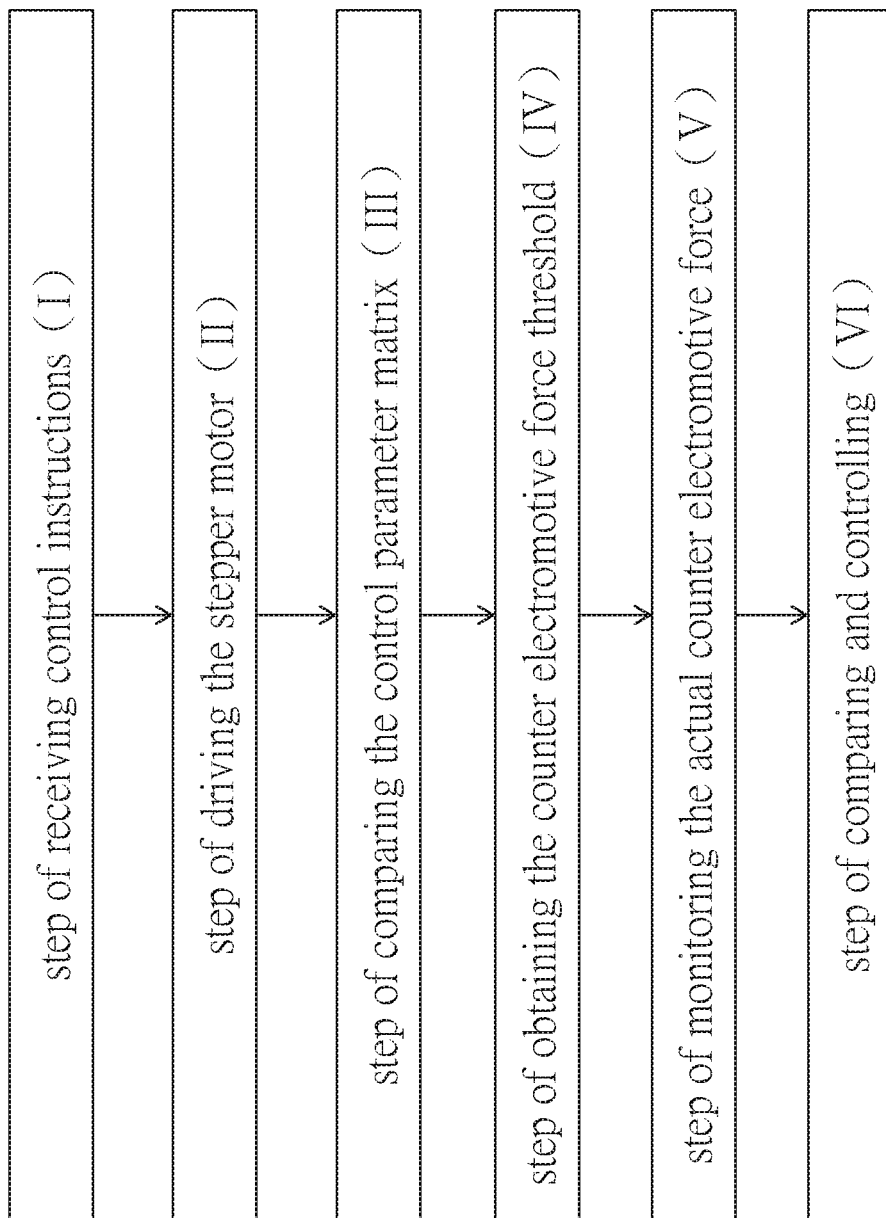 step of receiving control instructions (I)
step of driving the stepper motor (II)
step of comparing the control parameter matrix (III)
step of obtaining the counter electromotive force threshold (IV)
step of monitoring the actual counter electromotive force (V)
step of comparing and controlling (VI)